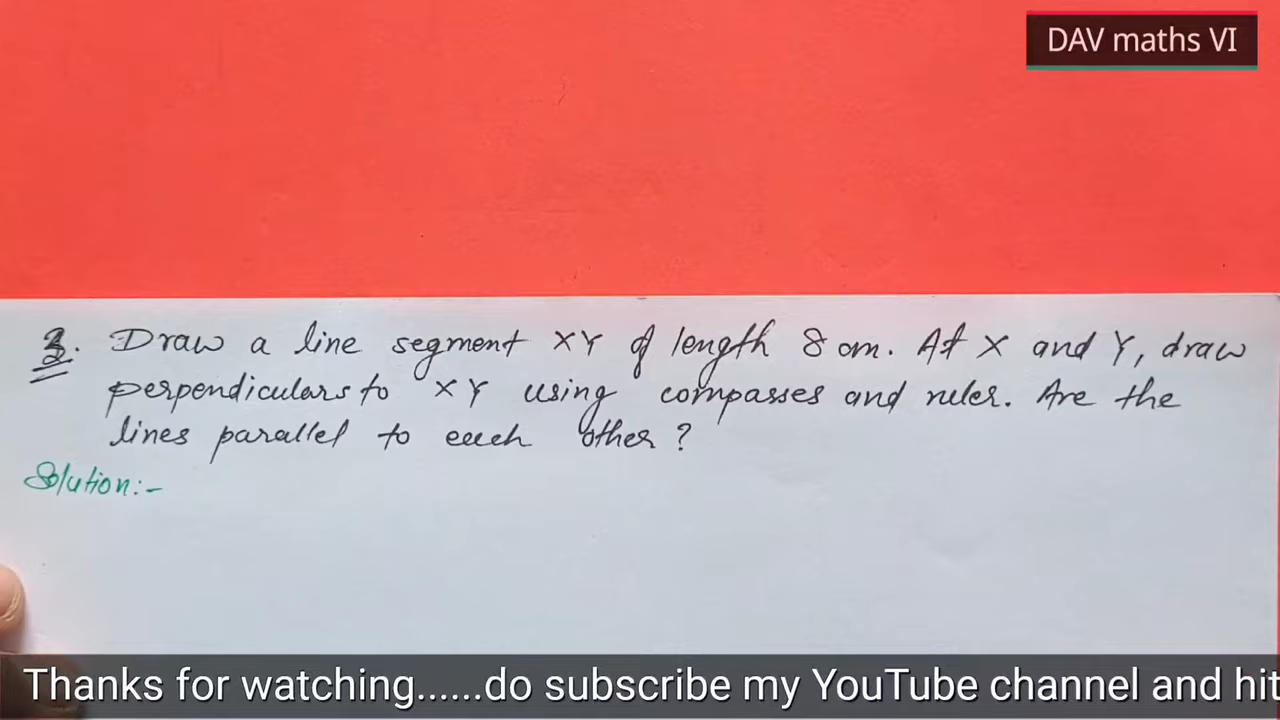 DAV maths VI
3. Draw a line segment XY of length 8 cm. At X and Y, draw
perpendiculars to XY using compasses and ruler. Are the
lines parallel to each other?
Solution:-
Thanks for watching......do subscribe my YouTube channel and hit